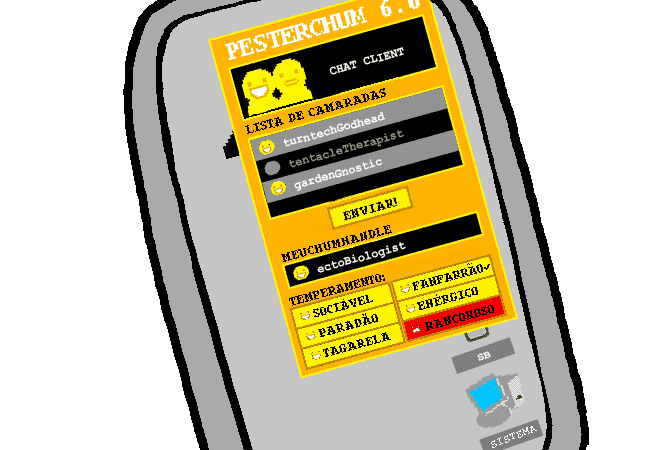 PESTERCHUM 6.0
CHAT CLIENT
LISTA DE CAMARADAS
turntechGodhead
tentacleTherapist
gardenGnostic
ENVIAR!
MEUCHUMHANDLE
ectoBiologist
TEMPERAMENTO:
SOCIÁVEL
FANFARRÃO✓
PARADÃO
ENÉRGICO
TAGARELA
RANCOROSO
SB
SISTEMA